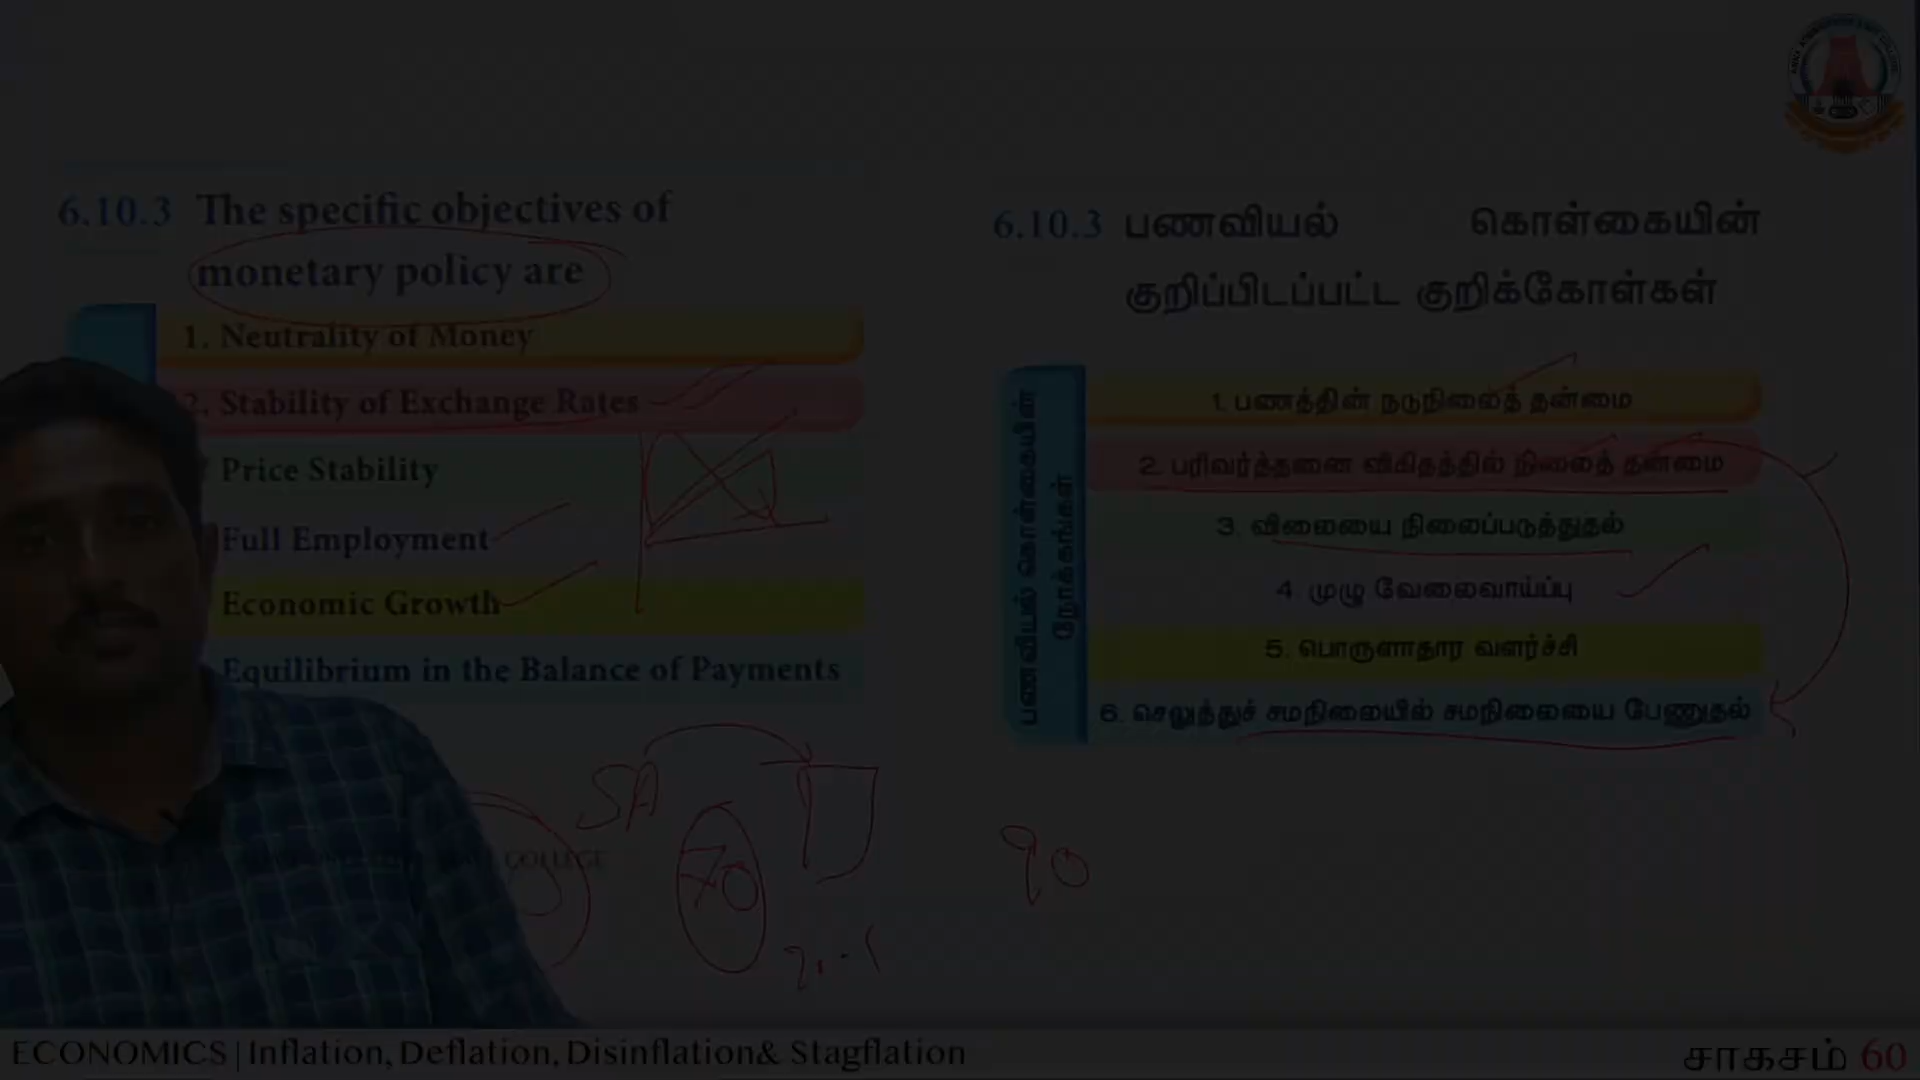 6.10.3 The specific objectives of
monetary policy are
1. Neutrality of Money
2. Stability of Exchange Rates
Price Stability
Full Employment
Economic Growth
Equilibrium in the Balance of Payments
SA
70
COLLEGE
6.10.3 பணவியல் கொள்கையின்
குறிப்பிடப்பட்ட குறிக்கோள்கள்
பணவியல் கொள்கையின்
நோக்கங்கள்
1. பணத்தின் நடுநிலைத் தன்மை
2. பரிவர்த்தனை விகிதத்தில் நிலைத் தன்மை
3. விலையை நிலைப்படுத்துதல்
4. முழு வேலைவாய்ப்பு
5. பொருளாதார வளர்ச்சி
6. செலுத்துச் சமநிலையில் சமநிலையை பேணுதல்
90
ECONOMICS | Inflation, Deflation, Disinflation& Stagflation
சாகசம் 60